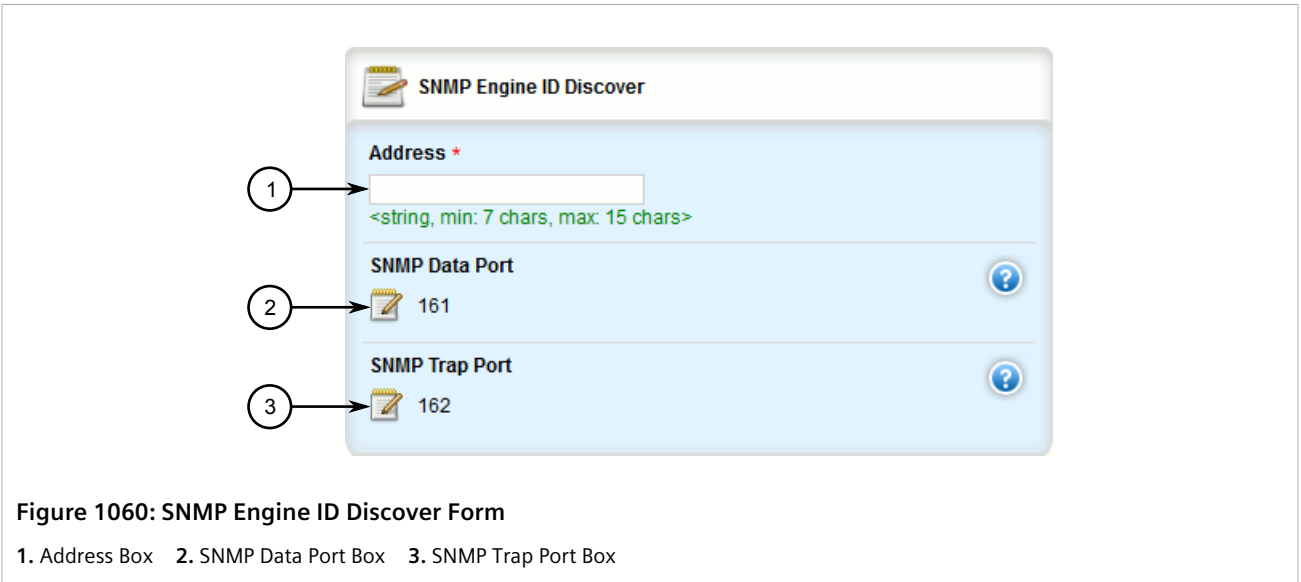 SNMP Engine ID Discover
Address *
1
<string, min: 7 chars, max: 15 chars>
SNMP Data Port
2
161
SNMP Trap Port
3
162
Figure 1060: SNMP Engine ID Discover Form
1. Address Box 2. SNMP Data Port Box 3. SNMP Trap Port Box